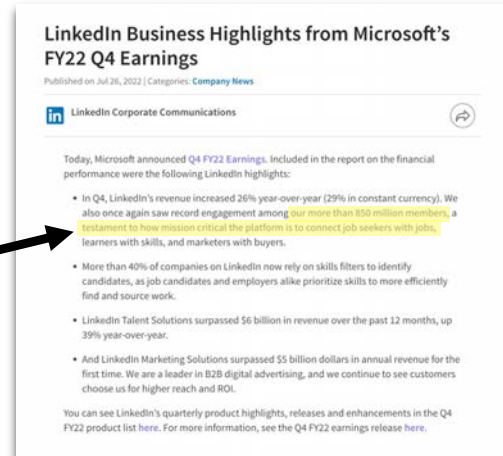 LinkedIn Business Highlights from Microsoft's
FY22 Q4 Earnings
Published on Jul 26, 2022 | Categories: Company News
in LinkedIn Corporate Communications
Today, Microsoft announced Q4 FY22 Earnings. Included in the report on the financial
performance were the following LinkedIn highlights:
• In Q4, LinkedIn's revenue increased 26% year-over-year (29% in constant currency). We
also once again saw record engagement among our more than 850 million members, a
testament to how mission critical the platform is to connect job seekers with jobs,
learners with skills, and marketers with buyers.
• More than 40% of companies on LinkedIn now rely on skills filters to identify
candidates, as job candidates and employers alike prioritize skills to more efficiently
find and source work.
• LinkedIn Talent Solutions surpassed $6 billion in revenue over the past 12 months, up
39% year-over-year.
• And LinkedIn Marketing Solutions surpassed $5 billion dollars in annual revenue for the
first time. We are a leader in B2B digital advertising, and we continue to see customers
choose us for higher reach and ROI.
You can see LinkedIn's quarterly product highlights, releases and enhancements in the Q4
FY22 product list here. For more information, see the Q4 FY22 earnings release here.